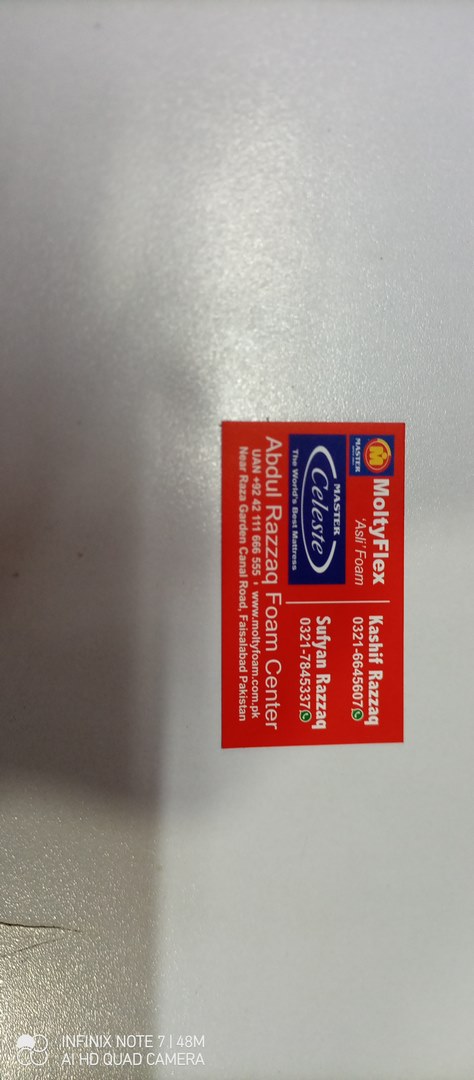 MASTER
MoltyFlex
'Asli' Foam
MASTER
Celeste
The World's Best Mattress
Kashif Razzaq
0321-6645607
Sufyan Razzaq
0321-7845337
Abdul Razzaq Foam Center
UAN +92 42 111 666 555 | www.moltyfoam.com.pk
Near Raza Garden Canal Road, Faisalabad Pakistan
INFINIX NOTE 7 | 48M
AI HD QUAD CAMERA